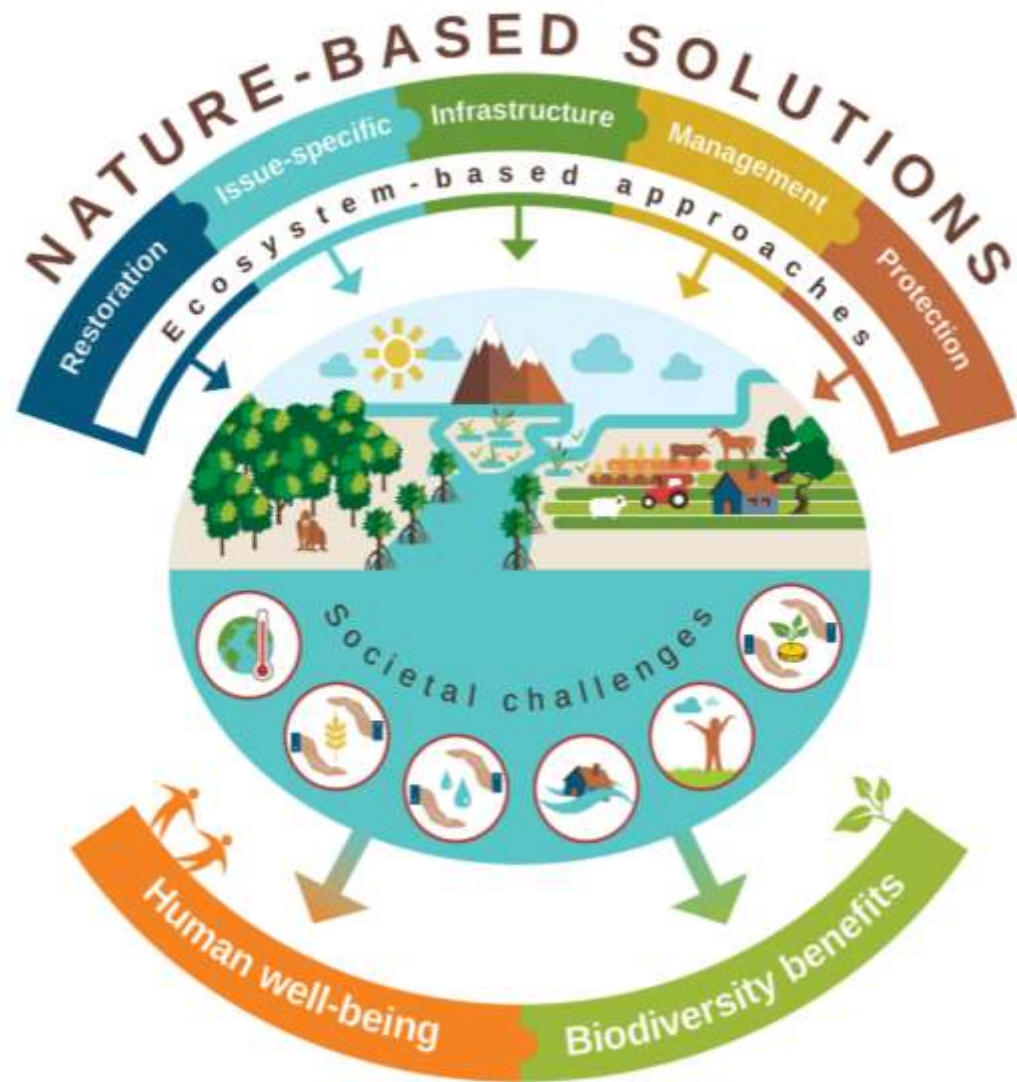 NATURE-BASED SOLUTIONS
Restoration
Issue-specific
Infrastructure
Management
Protection
Ecosystem-based approaches
Societal challenges
Human well-being
Biodiversity benefits